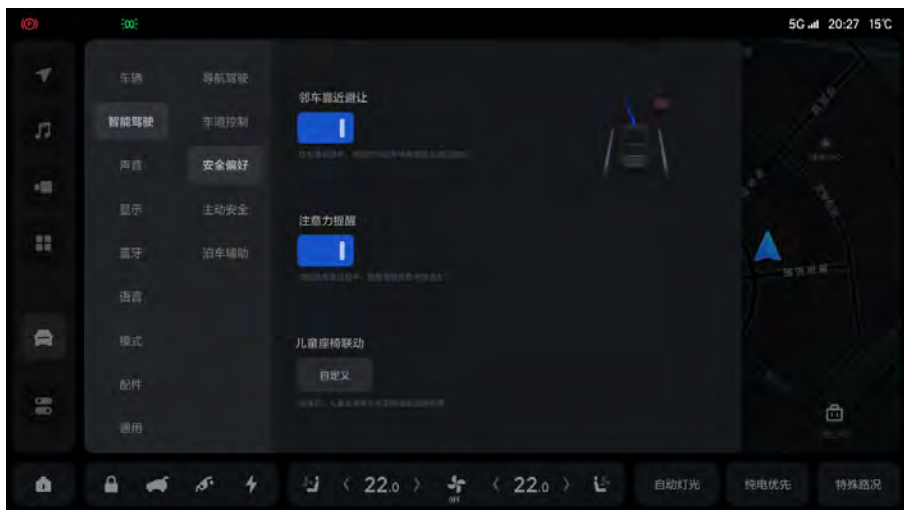 5G 20:27 15℃
车辆
智能驾驶
声音
显示
蓝牙
语言
模式
配件
通用
导航驾驶
车道控制
安全偏好
主动安全
泊车辅助
邻车靠近避让
注意力提醒
儿童座椅联动
自定义
22.0
OFF
22.0
自动灯光
纯电优先
特殊路况